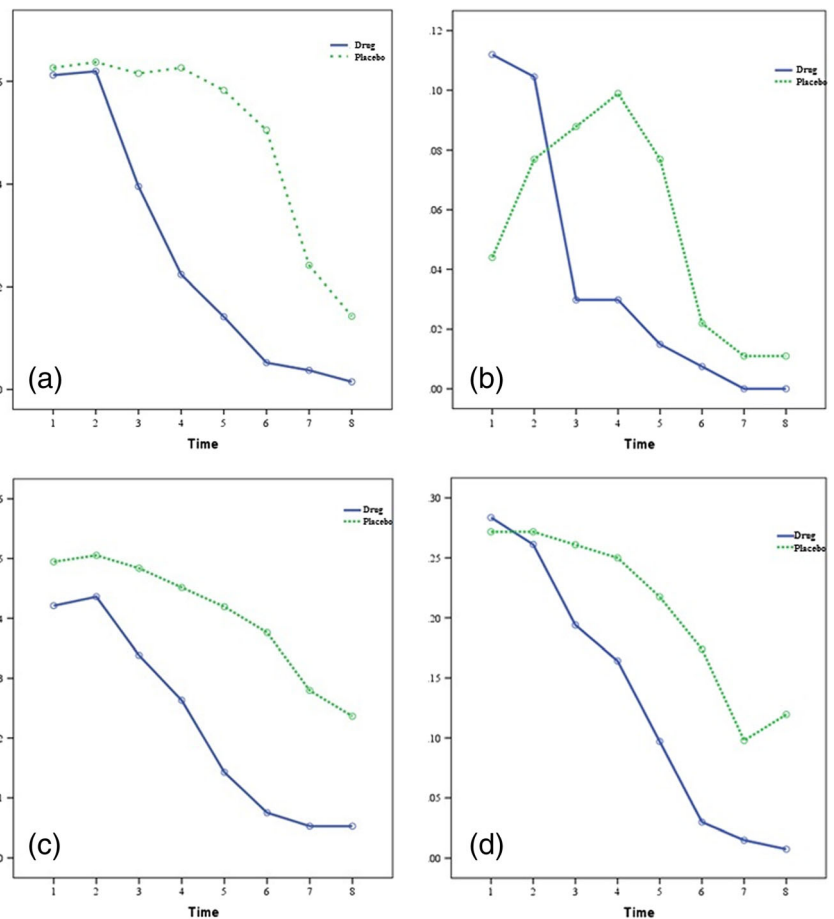 Drug
Placebo
(a)
1 2 3 4 5 6 7 8
Time
.12
Drug
Placebo
.10
.08
.06
.04
.02
.00
(b)
1 2 3 4 5 6 7 8
Time
Drug
Placebo
(c)
1 2 3 4 5 6 7 8
Time
.30
Drug
Placebo
.25
.20
.15
.10
.05
.00
(d)
1 2 3 4 5 6 7 8
Time